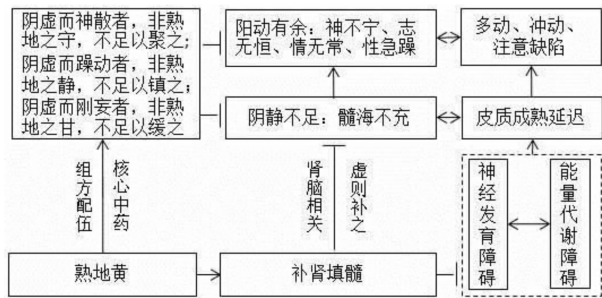 阴虚而神散者，非熟
地之守，不足以聚之；
阴虚而躁动者，非熟
地之静，不足以镇之；
阴虚而刚妄者，非熟
地之甘，不足以缓之
阳动有余：神不宁、志
无恒、情无常、性急躁
多动、冲动、
注意缺陷
阴静不足：髓海不充
皮质成熟延迟
组方配伍
核心中药
肾脑相关
虚则补之
神经发育障碍
能量代谢障碍
熟地黄
补肾填髓